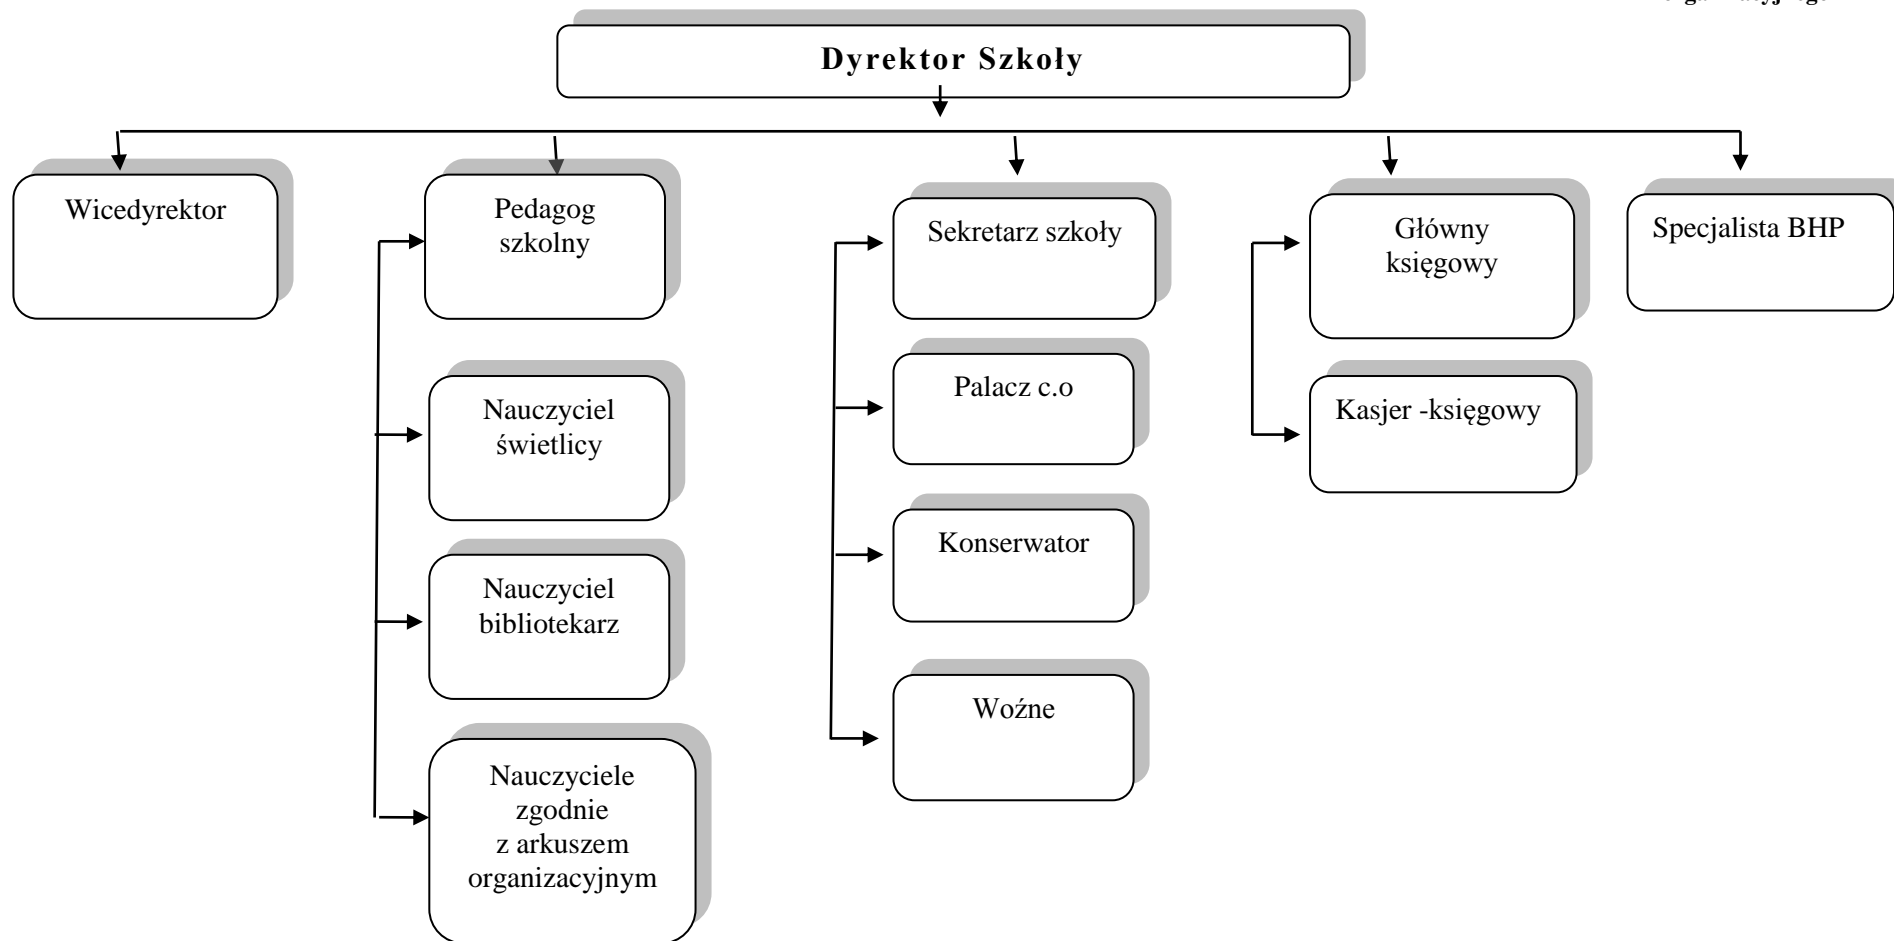 Dyrektor Szkoły
Wicedyrektor
Pedagog
szkolny
Sekretarz szkoły
Główny
księgowy
Specjalista BHP
Nauczyciel
świetlicy
Palacz c.o
Kasjer -księgowy
Nauczyciel
bibliotekarz
Konserwator
Woźne
Nauczyciele
zgodnie
z arkuszem
organizacyjnym